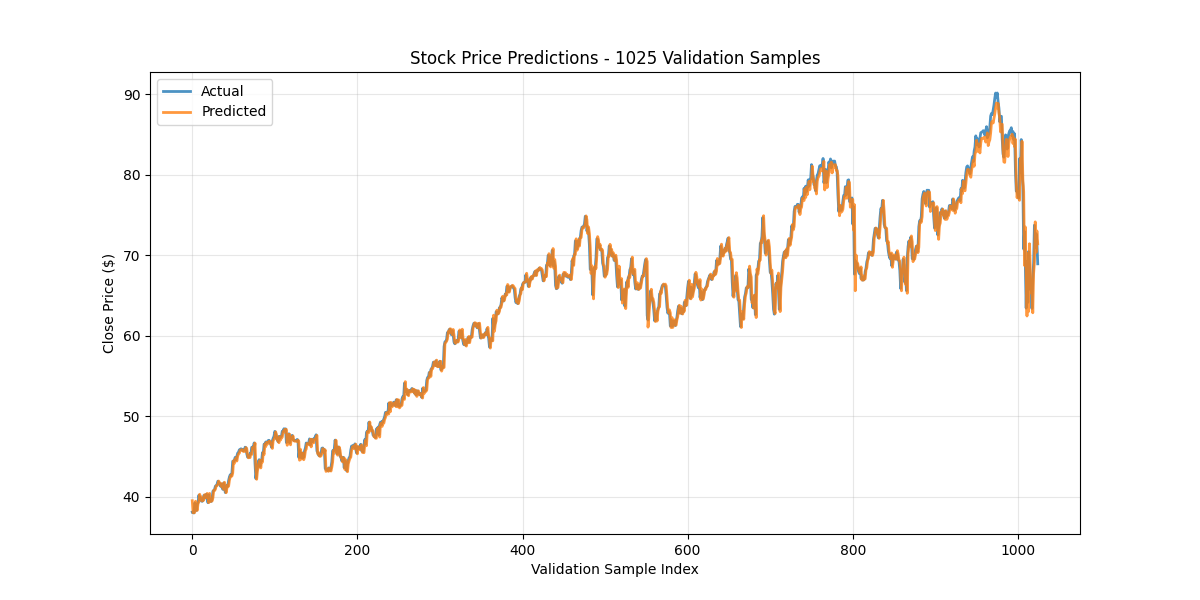 Stock Price Predictions - 1025 Validation Samples
Actual
Predicted
90
80
70
60
50
40
Close Price ($)
0
200
400
600
800
1000
Validation Sample Index